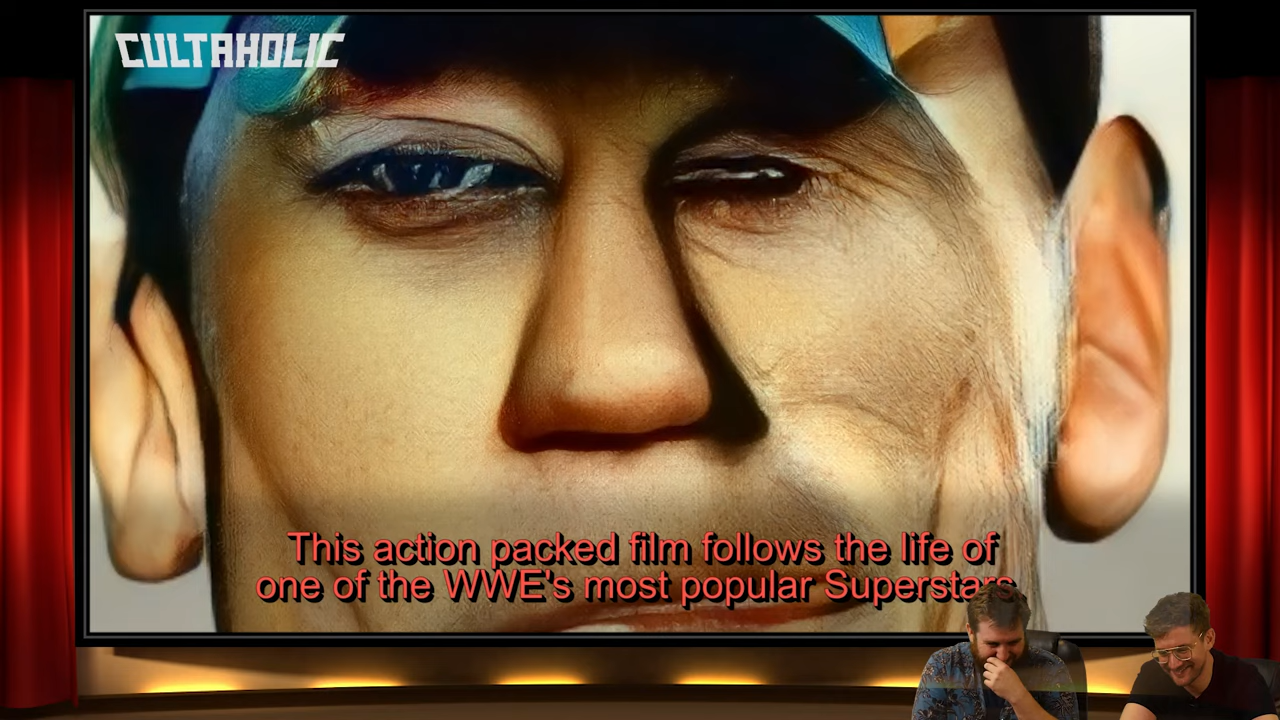 CULTAHOLIC
This action packed film follows the life of
one of the WWE's most popular Superstars